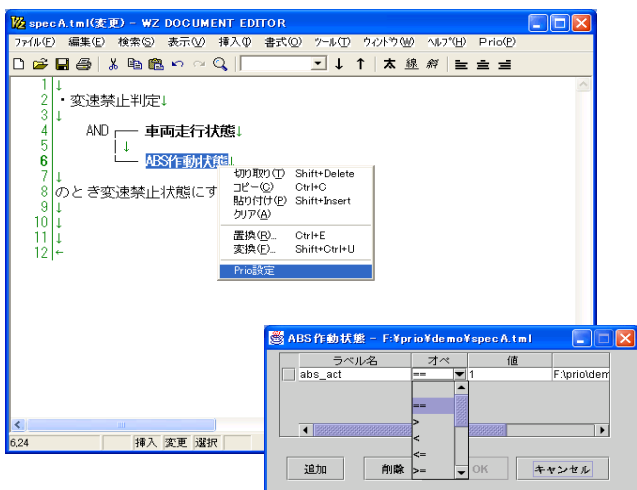 spec A.tml(変更) - WZ DOCUMENT EDITOR
ファイル(F) 編集(E) 検索(S) 表示(V) 挿入(I) 書式(O) ツール(T) ウィンドウ(W) ヘルプ(H) Prio(P)
太 線 斜
1↓
2 ・変速禁止判定↓
3↓
4 AND 車両走行状態↓
5 ↓
6 ABS作動状態↓
7↓
8 のとき変速禁止状態にす
9↓
10↓
11↓
12←
切り取り(T) Shift+Delete
コピー(C) Ctrl+C
貼り付け(P) Shift+Insert
クリア(A)
置換(R)... Ctrl+E
変換(F)... Shift+Ctrl+U
Prio設定
6,24 挿入 変更 選択
ABS作動状態 - F:¥prio¥demo¥spec A.tml
ラベル名 オペ 値
abs_act == 1 F:\prio\dem
==
>
<
<=
>=
追加 削除 OK キャンセル